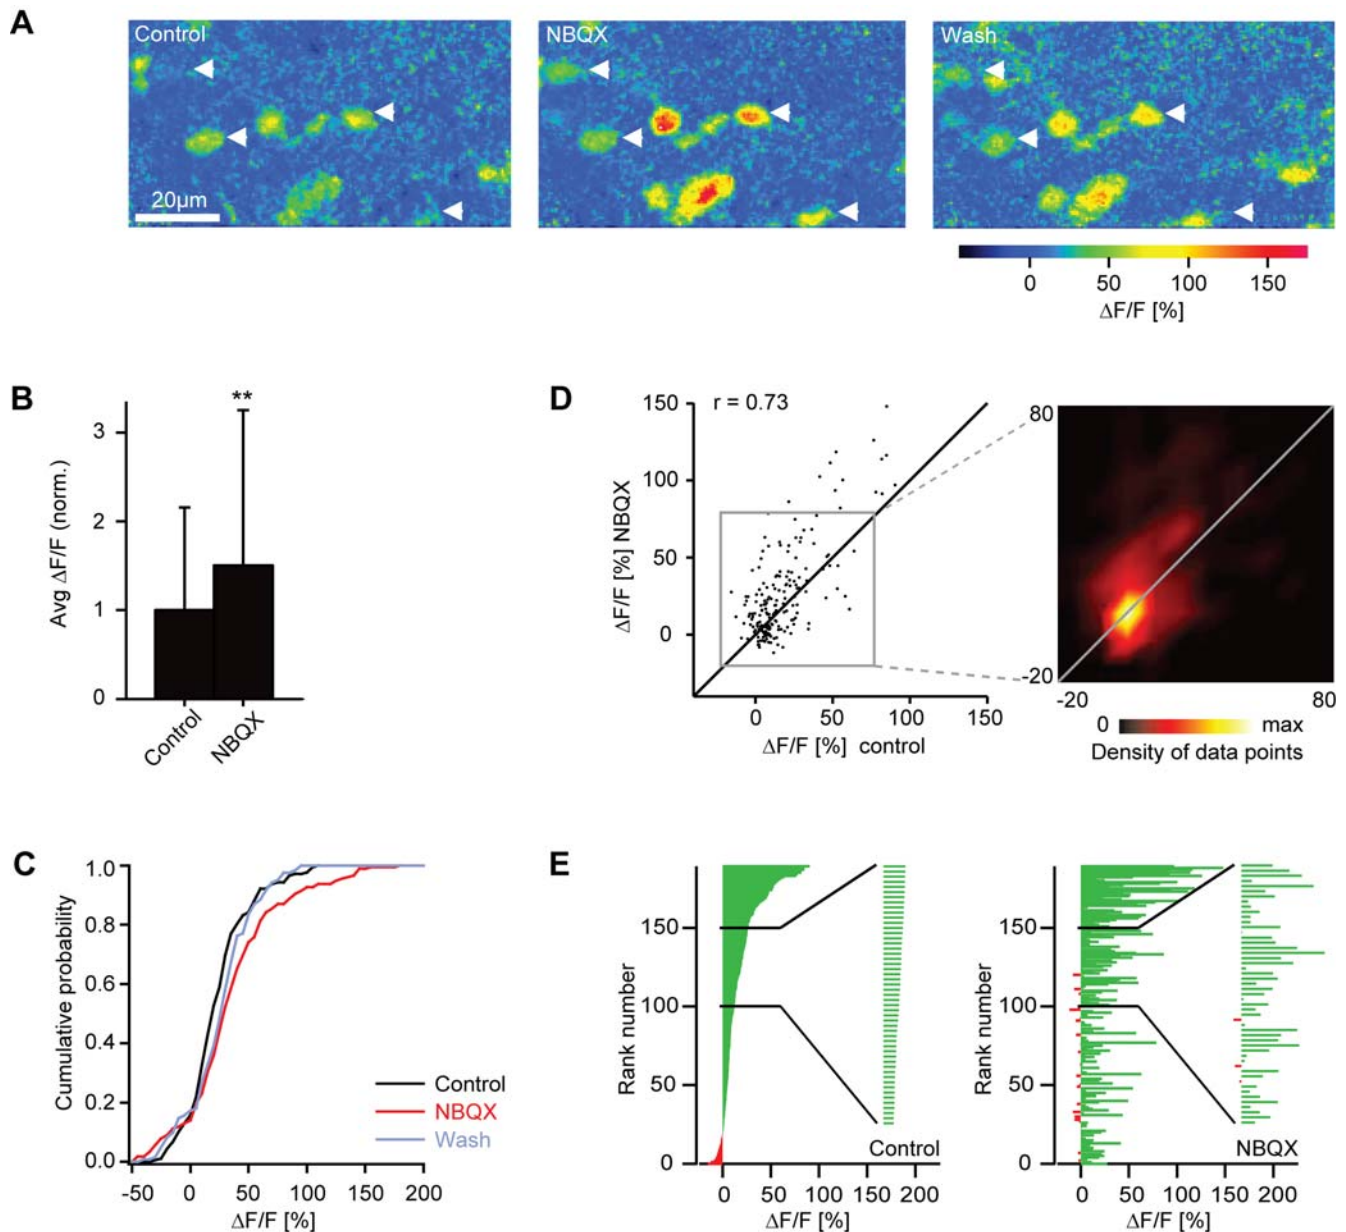 A
Control
NBQX
Wash
20µm
0 50 100 150
ΔF/F [%]
B
**
3
2
1
0
Avg ΔF/F (norm.)
Control
NBQX
D
r = 0.73
150
100
50
0
ΔF/F [%] NBQX
0 50 100 150
ΔF/F [%] control
80
-20
-20 80
0 max
Density of data points
C
1.0
0.8
0.6
0.4
0.2
0.0
Cumulative probability
Control
NBQX
Wash
-50 0 50 100 150 200
ΔF/F [%]
E
150
100
50
0
Rank number
Control
0 50 100 150 200
ΔF/F [%]
150
100
50
0
Rank number
NBQX
0 50 100 150 200
ΔF/F [%]